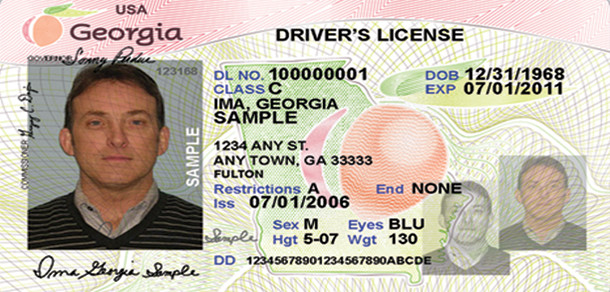 USA
Georgia
DRIVER'S LICENSE
GOVERNOR Sonny Perdue
123168
DL NO. 100000001
DOB 12/31/1968
CLASS C
EXP 07/01/2011
IMA, GEORGIA
SAMPLE
1234 ANY ST.
ANY TOWN, GA 33333
FULTON
Restrictions A End NONE
Iss 07/01/2006
Sex M Eyes BLU
Hgt 5-07 Wgt 130
DD 12345678901234567890ABCDE
COMMISSIONER
SAMPLE
Sample
Ima Georgia Sample